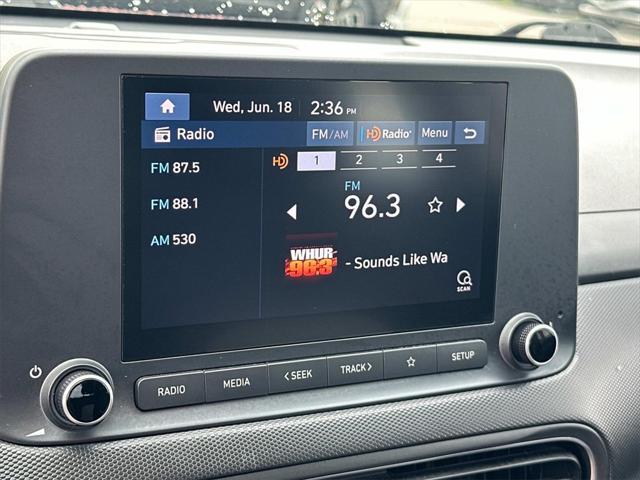 Wed, Jun. 18 2:36 PM
Radio FM/AM HD Radio Menu
FM 87.5
FM 88.1
AM 530
HD 1 2 3 4
FM
96.3
WHUR
96.3
- Sounds Like Wa
SCAN
RADIO MEDIA < SEEK TRACK > SETUP